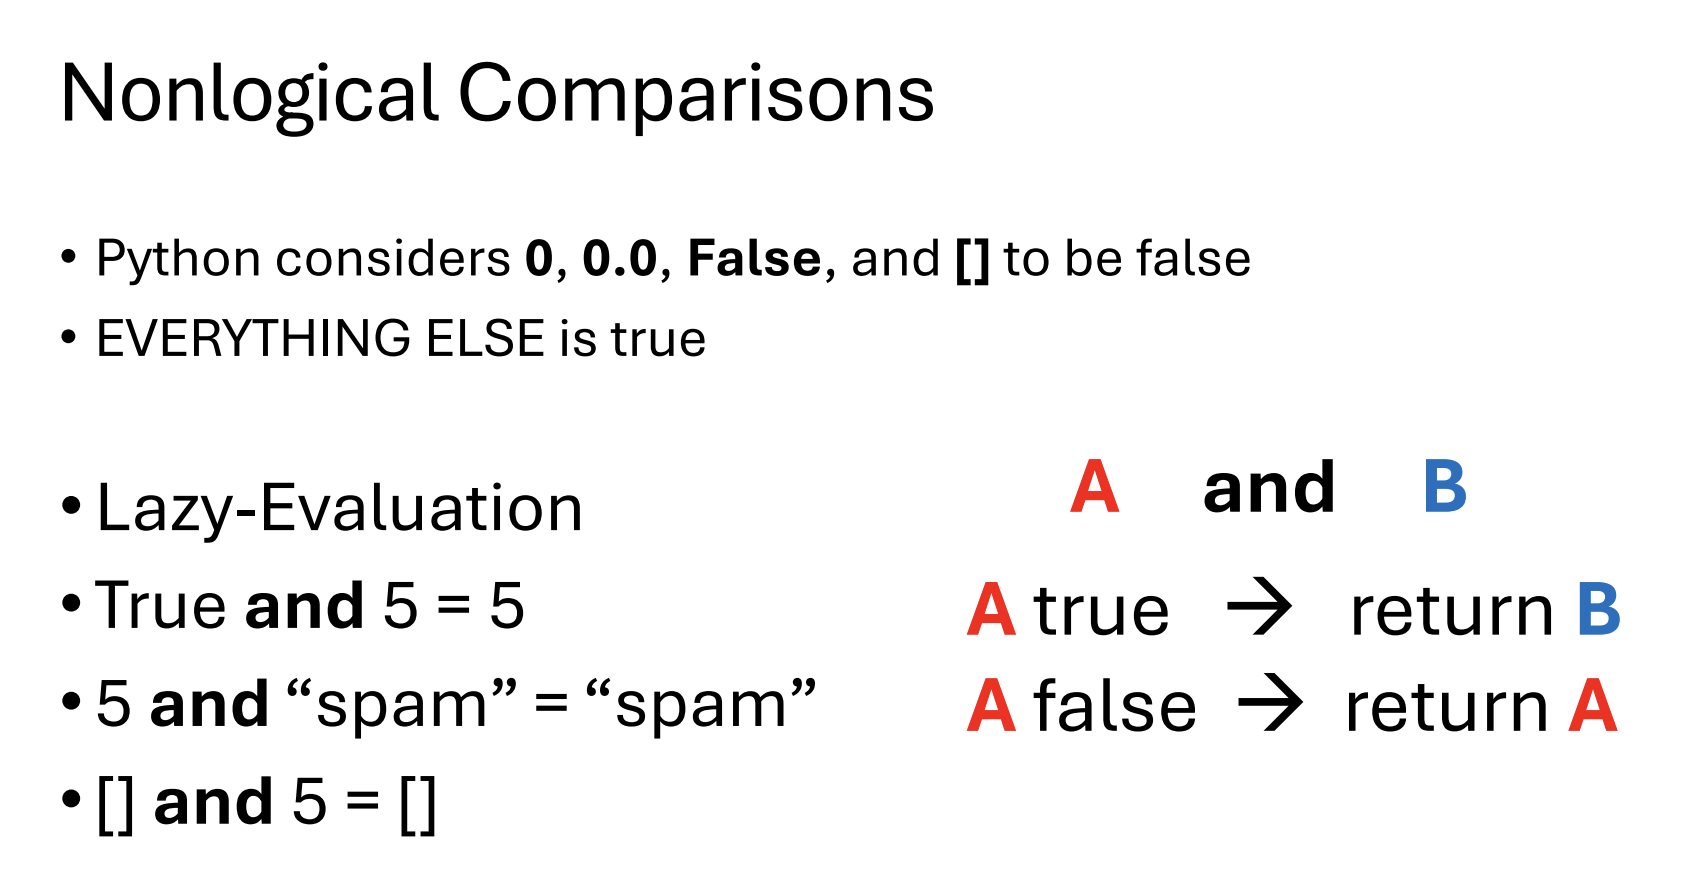 Nonlogical Comparisons
• Python considers 0, 0.0, False, and [] to be false
• EVERYTHING ELSE is true
• Lazy-Evaluation
• True and 5 = 5
• 5 and “spam” = “spam”
• [] and 5 = []
A and B
A true → return B
A false → return A